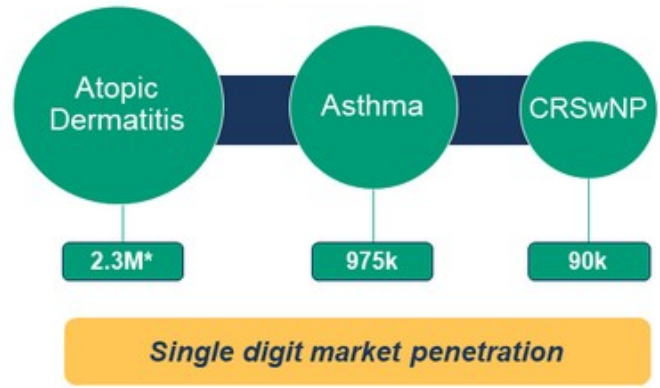 Atopic
Dermatitis
Asthma
CRSwNP
2.3M*
975k
90k
Single digit market penetration